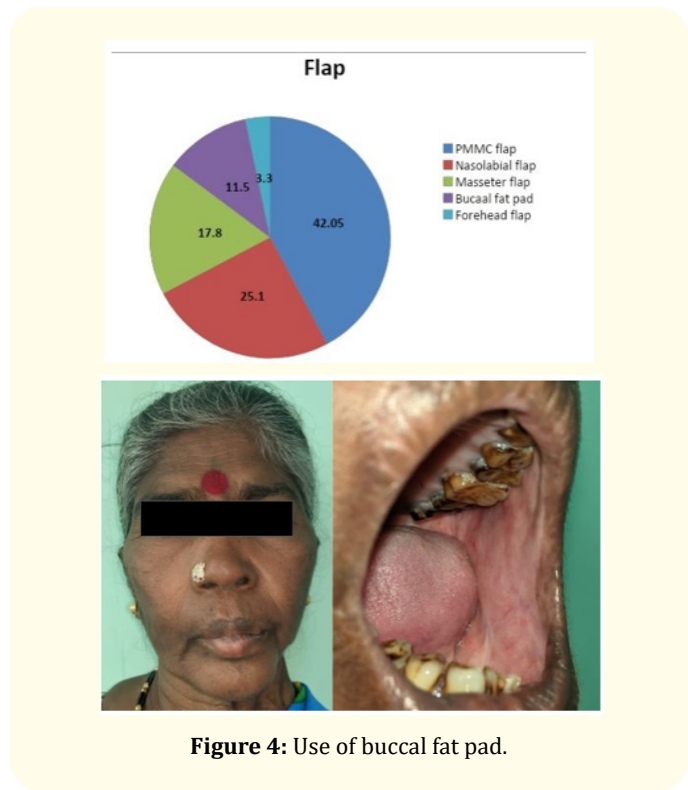 Flap
3.3
11.5
42.05
17.8
25.1
PMMC flap
Nasolabial flap
Masseter flap
Bucaal fat pad
Forehead flap
Figure 4: Use of buccal fat pad.